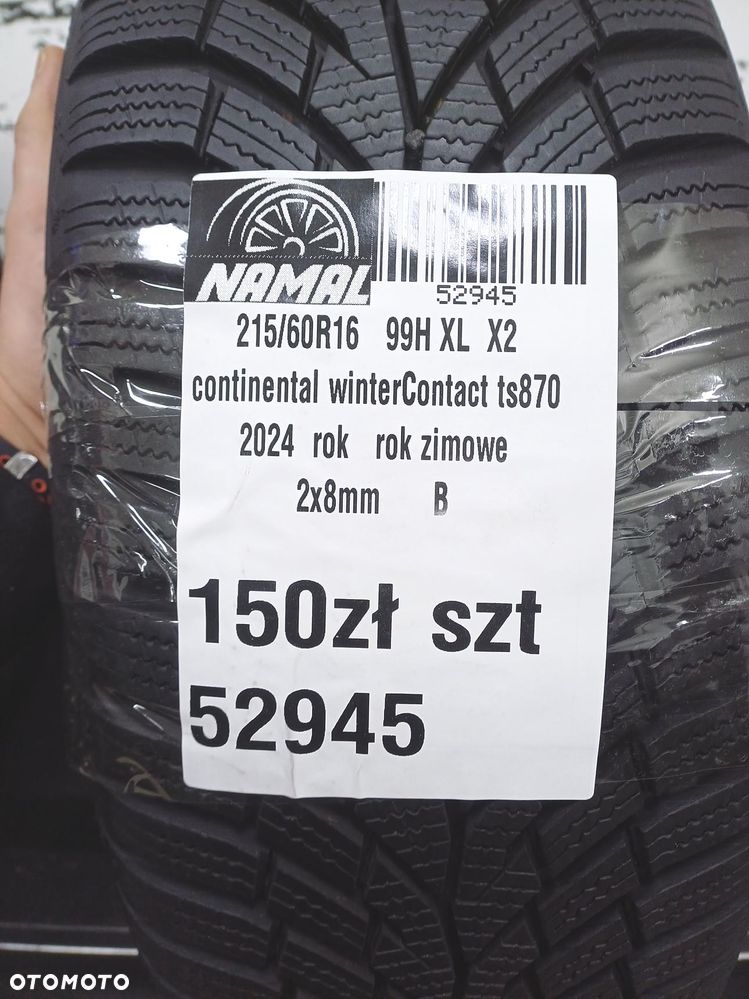 NAMAL
52945
215/60R16 99H XL X2
continental winterContact ts870
2024 rok rok zimowe
2x8mm B
150zł szt
52945
OTOMOTO